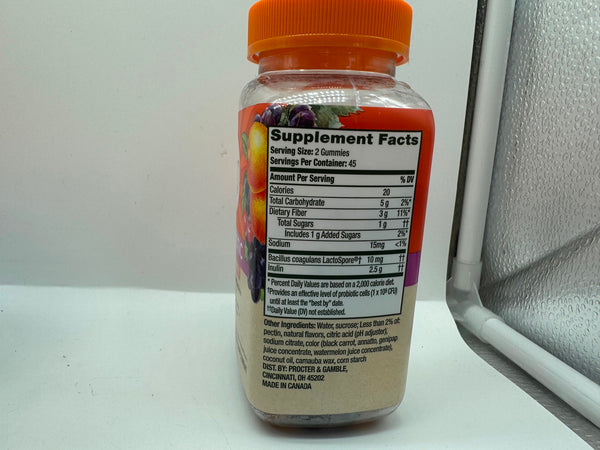 Supplement Facts
Serving Size: 2 Gummies
Servings Per Container: 45
Amount Per Serving % DV
Calories 20
Total Carbohydrate 5 g 2%*
Dietary Fiber 3 g 11%*
Total Sugars 1 g ††
Includes 1 g Added Sugars 2%*
Sodium 15mg <1%
Bacillus coagulans LactoSpore®† 10 mg ††
Inulin 2.5 g ††
* Percent Daily Values are based on a 2,000 calorie diet.
†Provides an effective level of probiotic cells (1 x 10⁹ CFU)
until at least the "best by" date.
††Daily Value (DV) not established.
Other Ingredients: Water, sucrose; Less than 2% of:
pectin, natural flavors, citric acid (pH adjuster),
sodium citrate, color (black carrot, annatto, genipap
juice concentrate, watermelon juice concentrate),
coconut oil, carnauba wax, corn starch
DIST. BY: PROCTER & GAMBLE,
CINCINNATI, OH 45202
MADE IN CANADA